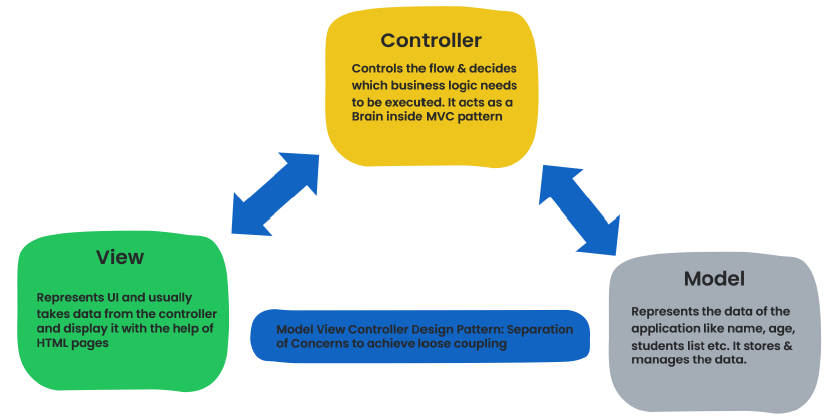 Controller
Controls the flow & decides
which business logic needs
to be executed. It acts as a
Brain inside MVC pattern
View
Represents UI and usually
takes data from the controller
and display it with the help of
HTML pages
Model View Controller Design Pattern: Separation
of Concerns to achieve loose coupling
Model
Represents the data of the
application like name, age,
students list etc. It stores &
manages the data.